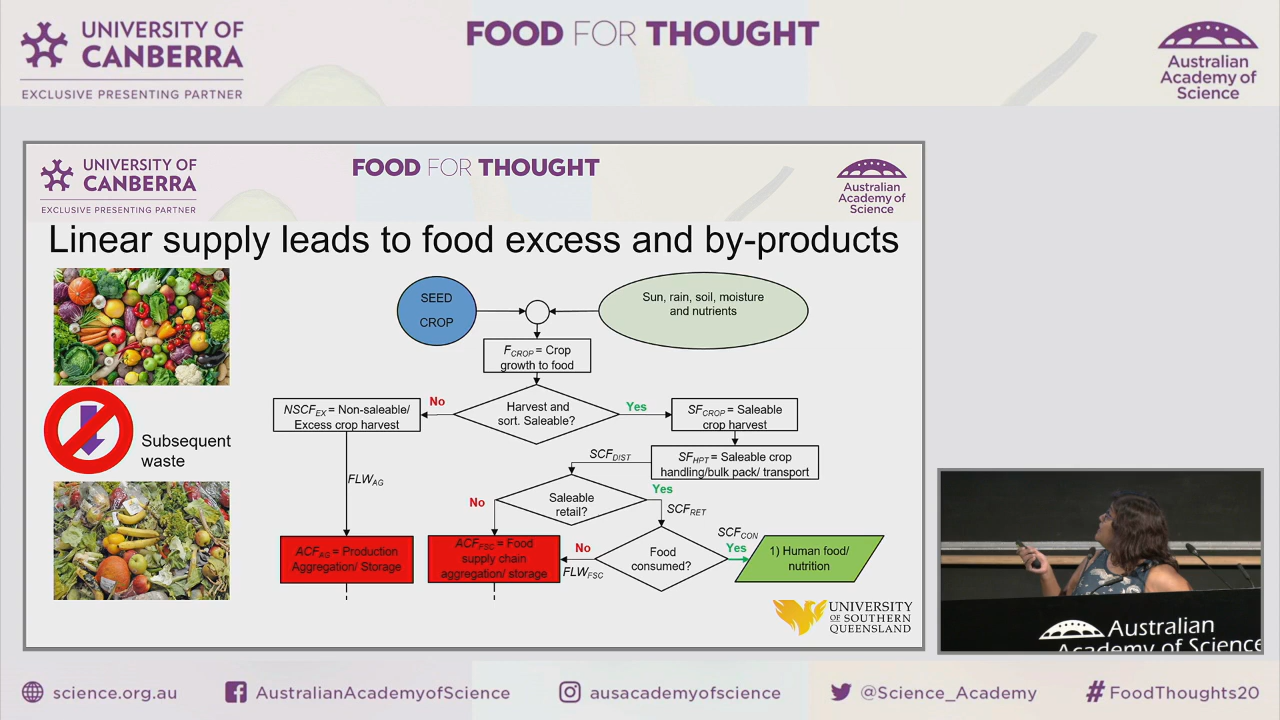 UNIVERSITY OF
CANBERRA
EXCLUSIVE PRESENTING PARTNER
FOOD FOR THOUGHT
Australian
Academy of
Science
UNIVERSITY OF
CANBERRA
EXCLUSIVE PRESENTING PARTNER
FOOD FOR THOUGHT
Australian
Academy of
Science
Linear supply leads to food excess and by-products
SEED
CROP
Sun, rain, soil, moisture
and nutrients
FCROP = Crop
growth to food
No
Harvest and
sort. Saleable?
Yes
NSCFEX = Non-saleable/
Excess crop harvest
SFCROP = Saleable
crop harvest
Subsequent
waste
SCFDIST
SFHPT = Saleable crop
handling/bulk pack/ transport
FLWAG
No
Saleable
retail?
Yes
SCFRET
ACFAG = Production
Aggregation/ Storage
ACFFSC = Food
supply chain
aggregation/ storage
No
FLWFSC
Food
consumed?
SCFCON
Yes
1) Human food/
nutrition
UNIVERSITY
OF SOUTHERN
QUEENSLAND
Australian
Academy of Science
science.org.au
AustralianAcademyofScience
ausacademyofscience
@Science_Academy
#FoodThoughts20